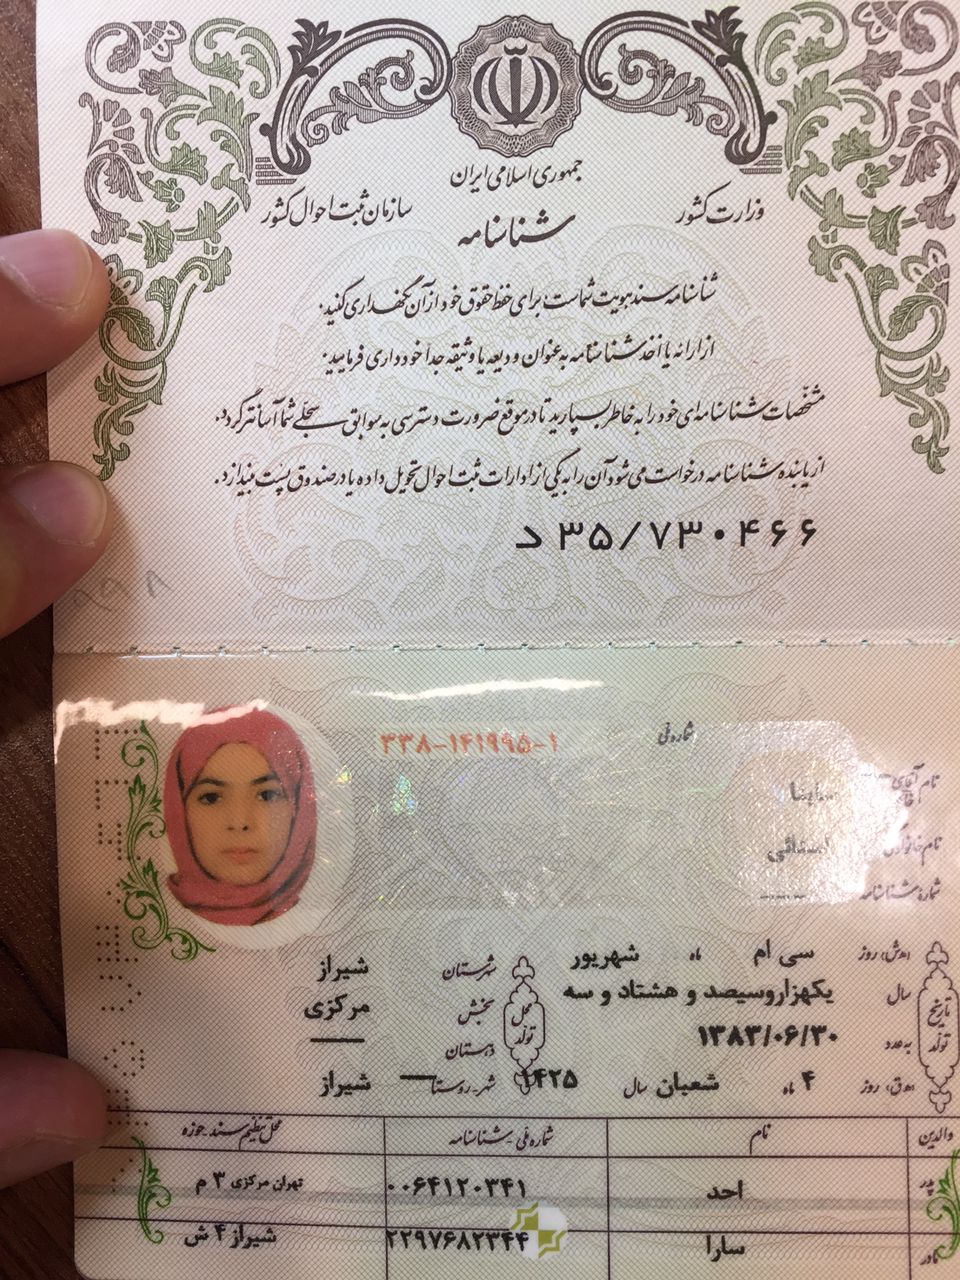 جمهوری اسلامی ایران
وزارت کشور
سازمان ثبت احوال کشور
شناسنامه
شناسنامه سند هویت شماست برای حفظ حقوق خود از آن نگهداری کنید.
از ارائه یا اخذ شناسنامه به عنوان ودیعه یا وثیقه جداً خودداری فرمایید.
مشخصات شناسنامه‌ای خود را به خاطر بسپارید تا در موقع ضرورت دسترسی به سوابق سجلی شما آسانتر گردد.
از یابنده شناسنامه درخواست می‌شود آن را به یکی از ادارات ثبت احوال تحویل داده یا در صندوق پست بیندازد.
د ۳۵/۷۳۰۴۶۶
شماره ملی ۳۳۸-۱۴۱۹۹۵-۱
نام آقای
نام خانوادگی
شماره شناسنامه
تاریخ تولد
(ه‍.ش) روز سی ام ماه شهریور
سال یکهزاروسیصد و هشتاد و سه
به عدد ۱۳۸۳/۰۶/۳۰
(ه‍.ق) روز ۴ ماه شعبان سال ۱۴۲۵
محل تولد
شهرستان شیراز
بخش مرکزی
دهستان
شهر-روستا شیراز
والدین نام شماره ملی-شناسنامه محل تنظیم سند-حوزه
پدر احد ۰۰۶۴۱۲۰۳۴۱ تهران مرکزی ۳ م
مادر سارا ۲۲۹۷۶۸۲۳۴۴ شیراز ۴ ش